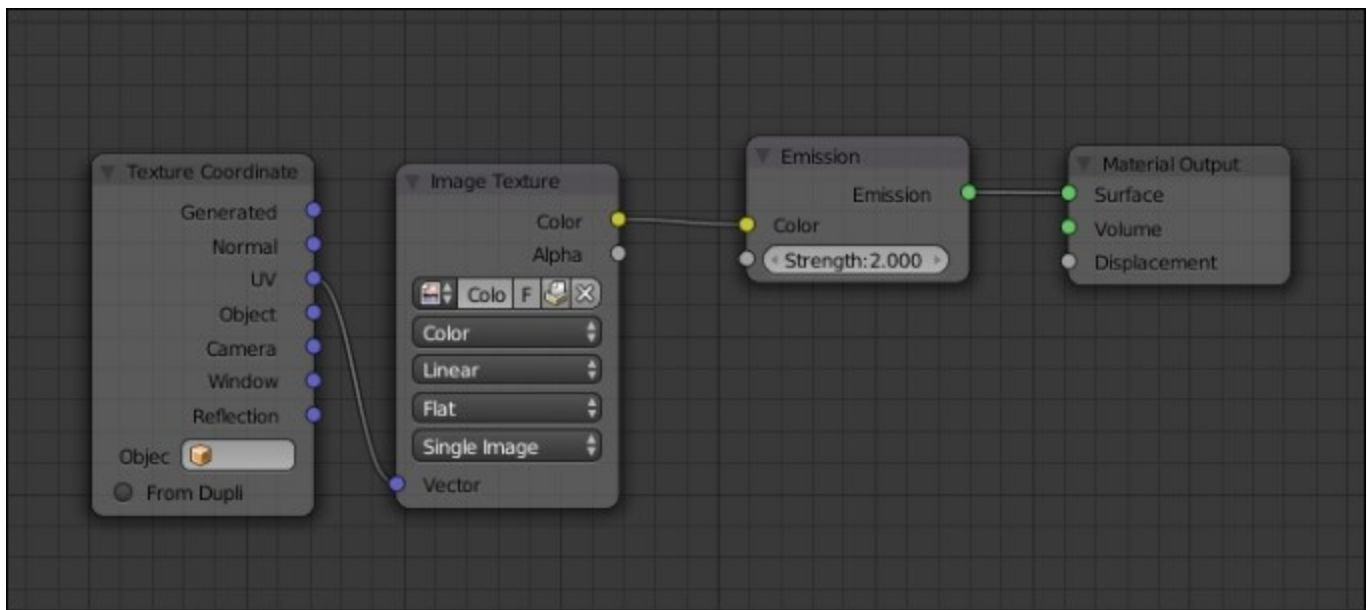 Texture Coordinate
Generated
Normal
UV
Object
Camera
Window
Reflection
Objec
From Dupli
Image Texture
Color
Alpha
Colo F
Color
Linear
Flat
Single Image
Vector
Emission
Emission
Color
Strength:2.000
Material Output
Surface
Volume
Displacement